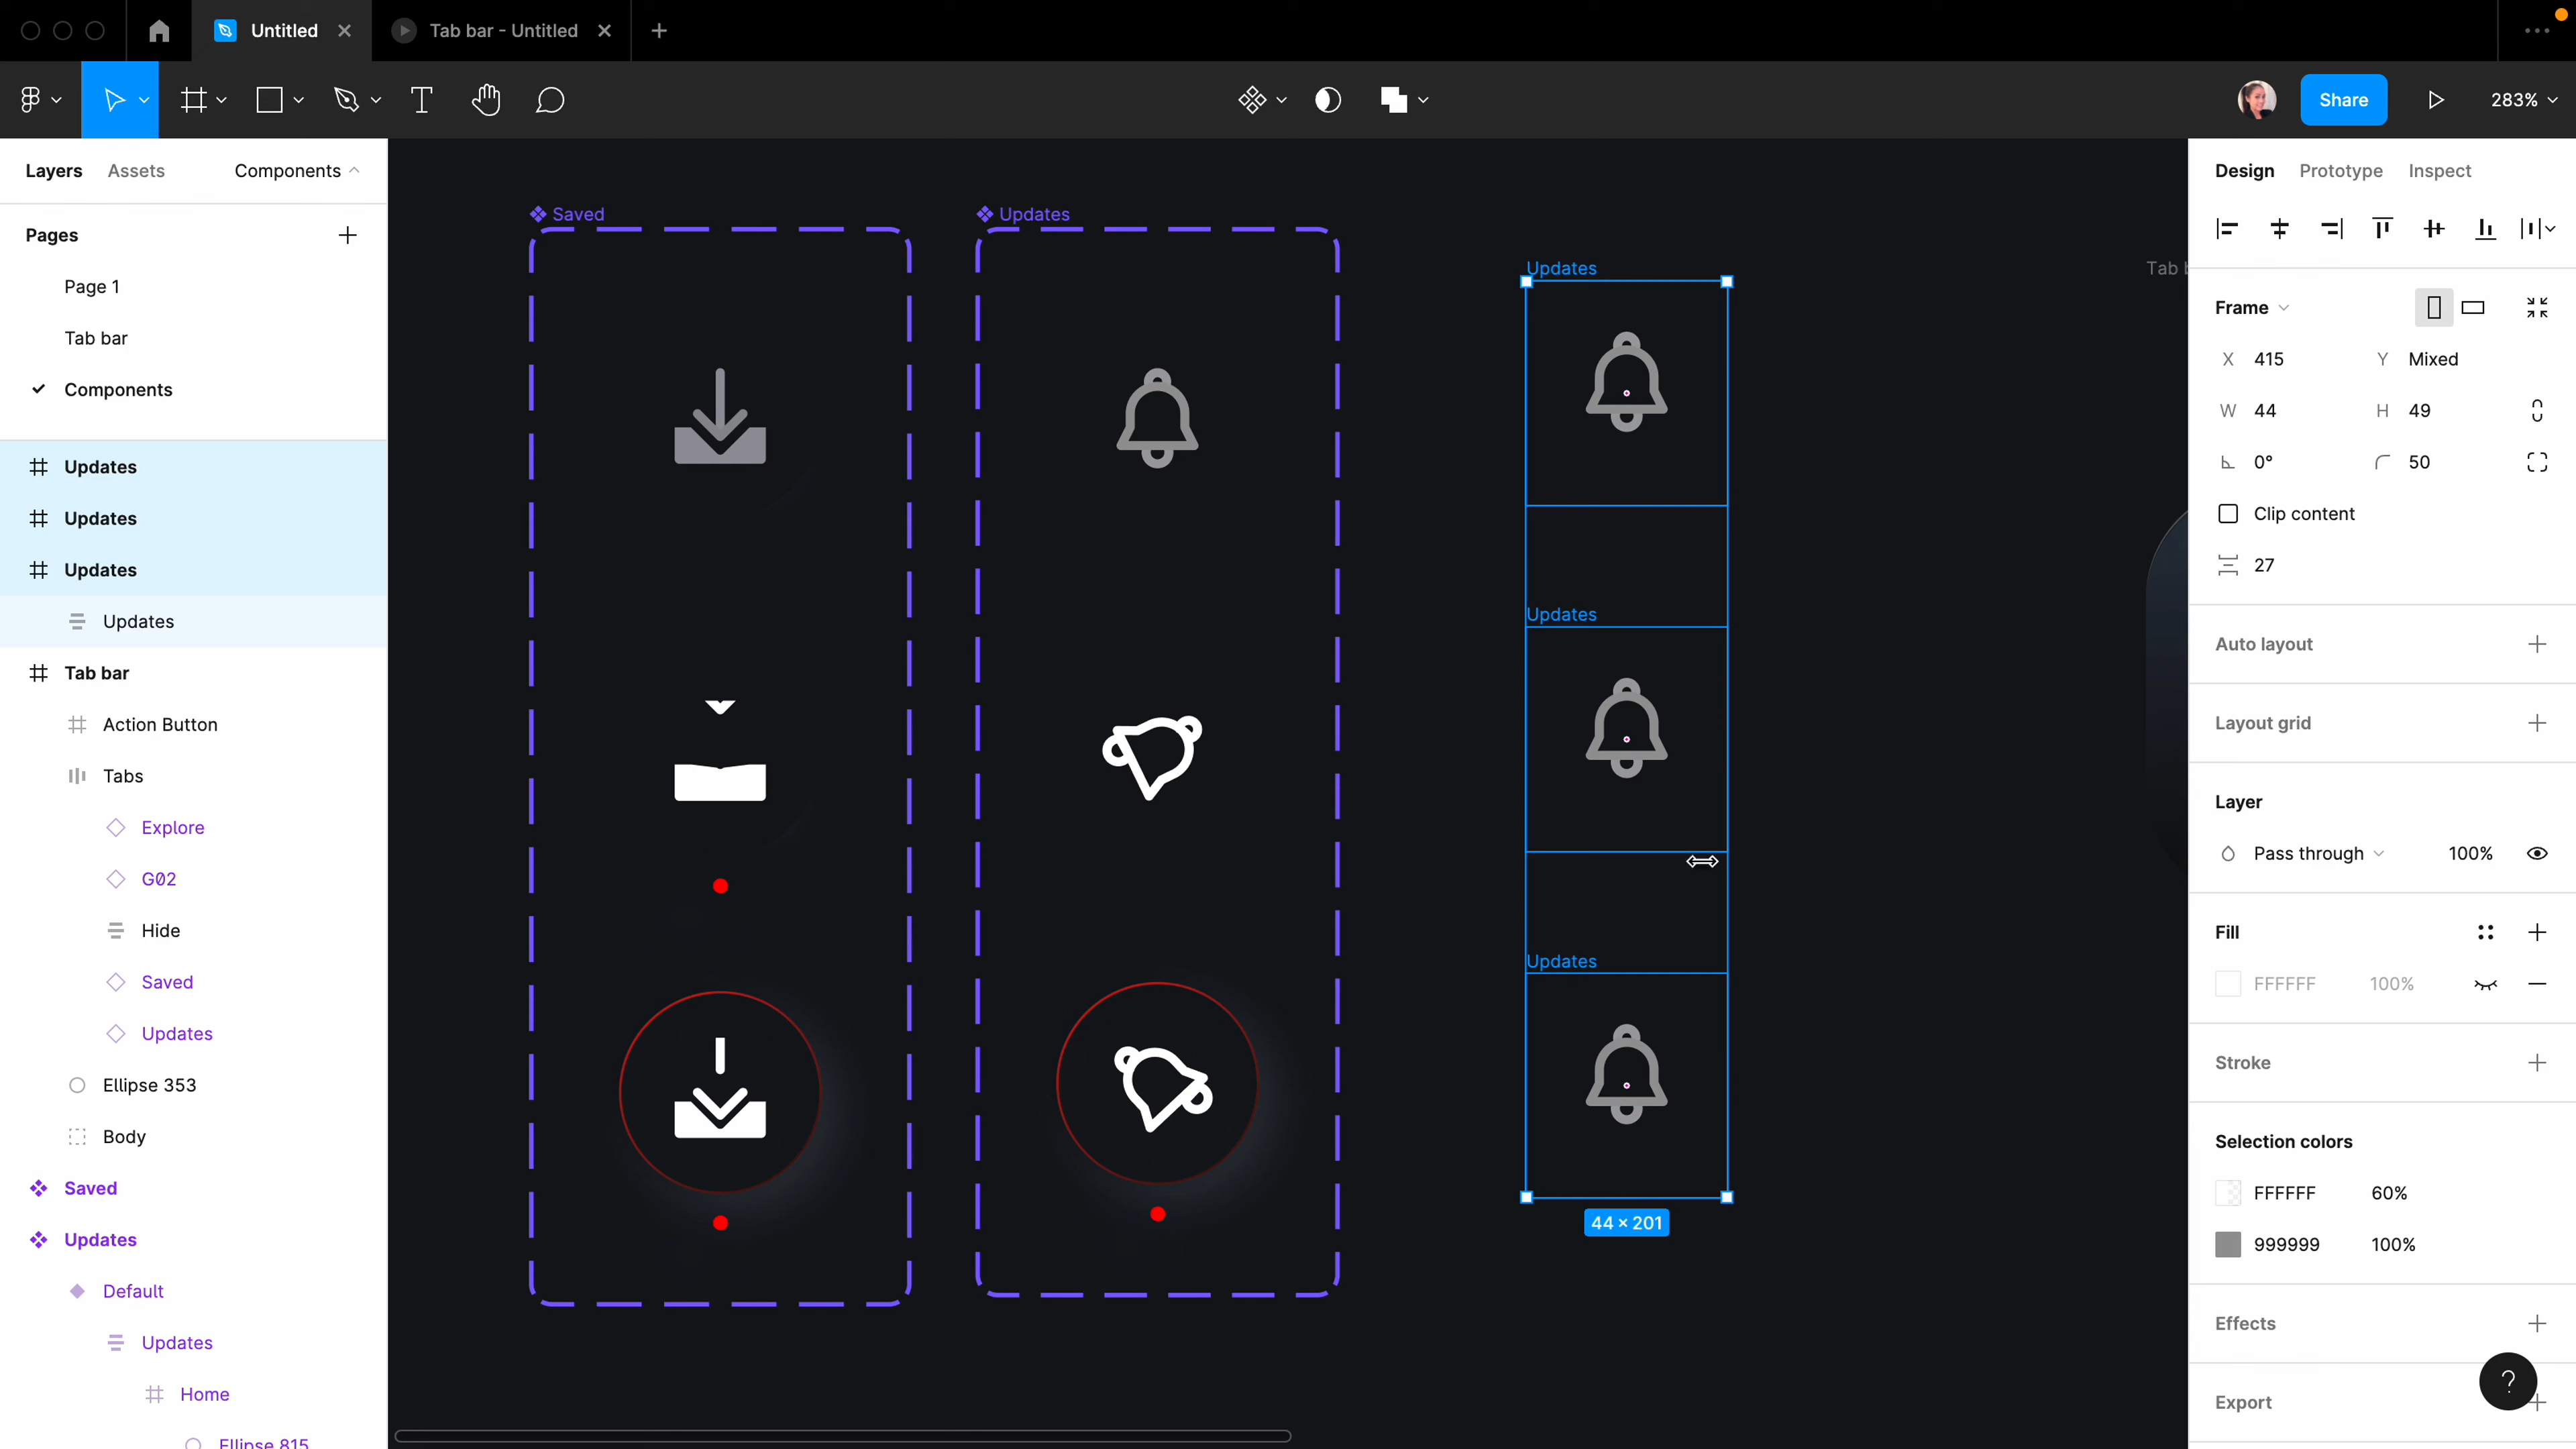 Untitled
Tab bar - Untitled
Share
283%
Layers
Assets
Components
Pages
Page 1
Tab bar
Components
Updates
Updates
Updates
Updates
Tab bar
Action Button
Tabs
Explore
G02
Hide
Saved
Updates
Ellipse 353
Body
Saved
Updates
Default
Updates
Home
Ellipse 815
Saved
Updates
Updates
Updates
Updates
44 × 201
Tab b
Design
Prototype
Inspect
Frame
X 415 Y Mixed
W 44 H 49
0° 50
Clip content
27
Auto layout
Layout grid
Layer
Pass through 100%
Fill
FFFFFF 100%
Stroke
Selection colors
FFFFFF 60%
999999 100%
Effects
?
Export